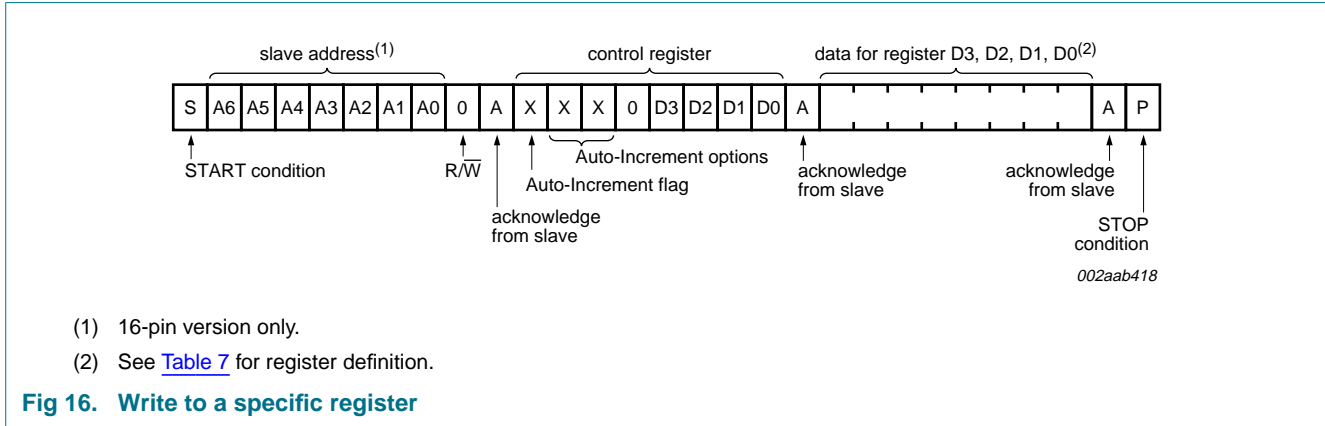 slave address(1) control register data for register D3, D2, D1, D0(2)
S A6 A5 A4 A3 A2 A1 A0 0 A X X X 0 D3 D2 D1 D0 A A P
START condition R/W̅ Auto-Increment options acknowledge acknowledge
Auto-Increment flag from slave from slave
acknowledge
from slave
STOP
condition
002aab418
(1) 16-pin version only.
(2) See Table 7 for register definition.
Fig 16. Write to a specific register